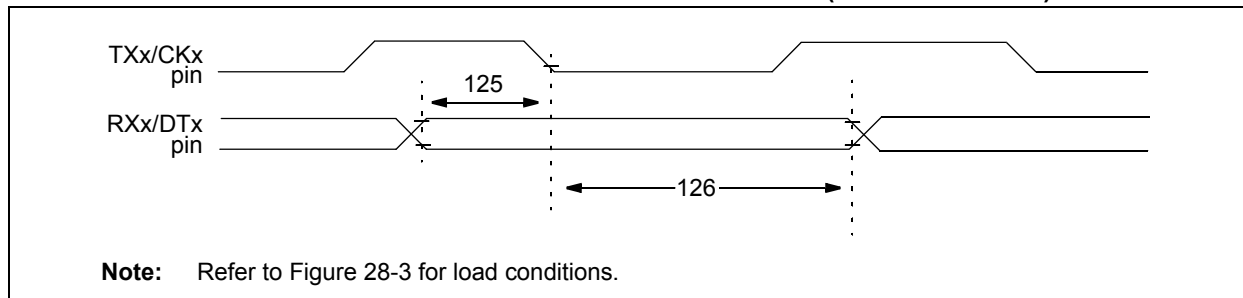 TXx/CKx
pin
125
RXx/DTx
pin
126
Note: Refer to Figure 28-3 for load conditions.